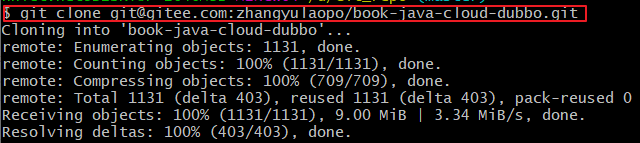 $ git clone git@gitee.com:zhangyulaopo/book-java-cloud-dubbo.git
Cloning into 'book-java-cloud-dubbo'...
remote: Enumerating objects: 1131, done.
remote: Counting objects: 100% (1131/1131), done.
remote: Compressing objects: 100% (709/709), done.
remote: Total 1131 (delta 403), reused 1131 (delta 403), pack-reused 0
Receiving objects: 100% (1131/1131), 9.00 MiB | 3.34 MiB/s, done.
Resolving deltas: 100% (403/403), done.